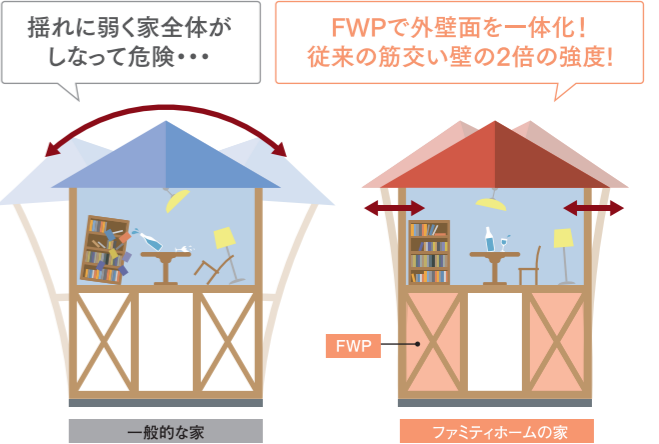 揺れに弱く家全体が
しなって危険・・・
FWPで外壁面を一体化！
従来の筋交い壁の2倍の強度！
FWP
一般的な家
ファミティホームの家